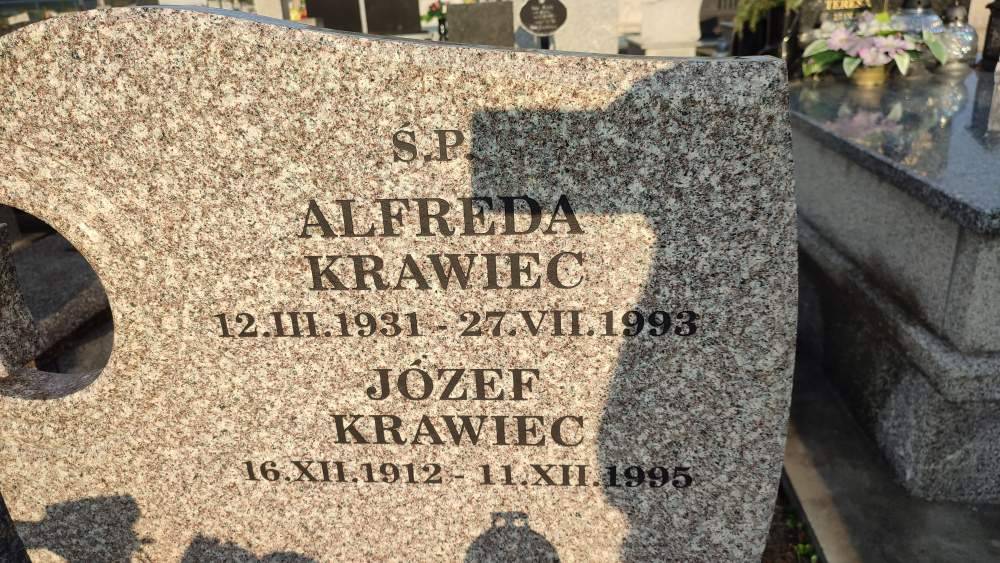 Ś.P.
ALFREDA
KRAWIEC
12.III.1931 - 27.VII.1993
JÓZEF
KRAWIEC
16.XII.1912 - 11.XII.1995